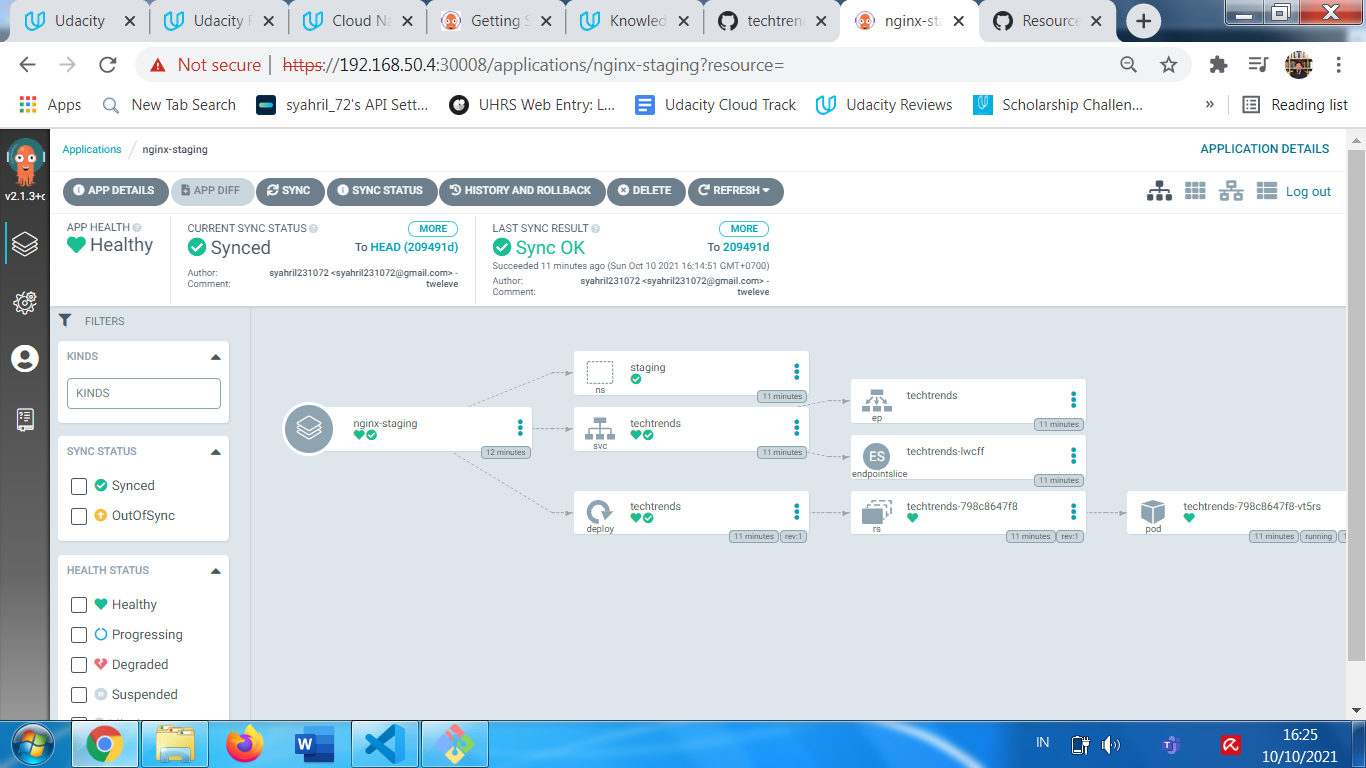 Udacity
Udacity F
Cloud Na
Getting S
Knowled
techtren
nginx-sta
Resource
Not secure
https://192.168.50.4:30008/applications/nginx-staging?resource=
Apps
New Tab Search
syahril_72's API Sett...
UHRS Web Entry: L...
Udacity Cloud Track
Udacity Reviews
Scholarship Challen...
»
Reading list
v2.1.3+c
Applications / nginx-staging
APPLICATION DETAILS
APP DETAILS
APP DIFF
SYNC
SYNC STATUS
HISTORY AND ROLLBACK
DELETE
REFRESH
Log out
APP HEALTH
Healthy
CURRENT SYNC STATUS
MORE
Synced
To HEAD (209491d)
Author: syahril231072 <syahril231072@gmail.com> -
Comment: tweleve
LAST SYNC RESULT
MORE
Sync OK
To 209491d
Succeeded 11 minutes ago (Sun Oct 10 2021 16:14:51 GMT+0700)
Author: syahril231072 <syahril231072@gmail.com> -
Comment: tweleve
FILTERS
KINDS
KINDS
SYNC STATUS
Synced
OutOfSync
HEALTH STATUS
Healthy
Progressing
Degraded
Suspended
nginx-staging
12 minutes
staging
ns
11 minutes
techtrends
svc
11 minutes
techtrends
deploy
11 minutes
rev:1
techtrends
ep
11 minutes
ES
techtrends-lwcff
endpointslice
11 minutes
techtrends-798c8647f8
rs
11 minutes
rev:1
techtrends-798c8647f8-vt5rs
pod
11 minutes
running
IN
16:25
10/10/2021